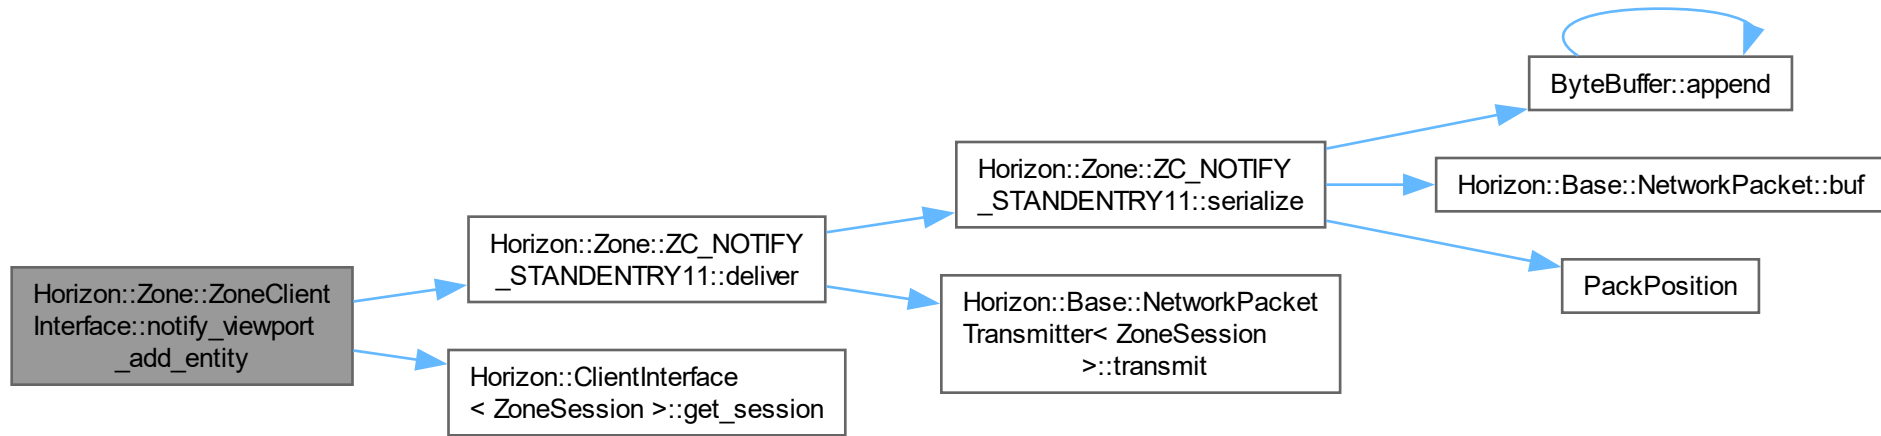 Horizon::Zone::ZoneClient
Interface::notify_viewport
_add_entity
Horizon::Zone::ZC_NOTIFY
_STANDENTRY11::deliver
Horizon::ClientInterface
< ZoneSession >::get_session
Horizon::Zone::ZC_NOTIFY
_STANDENTRY11::serialize
Horizon::Base::NetworkPacket
Transmitter< ZoneSession
>::transmit
ByteBuffer::append
Horizon::Base::NetworkPacket::buf
PackPosition